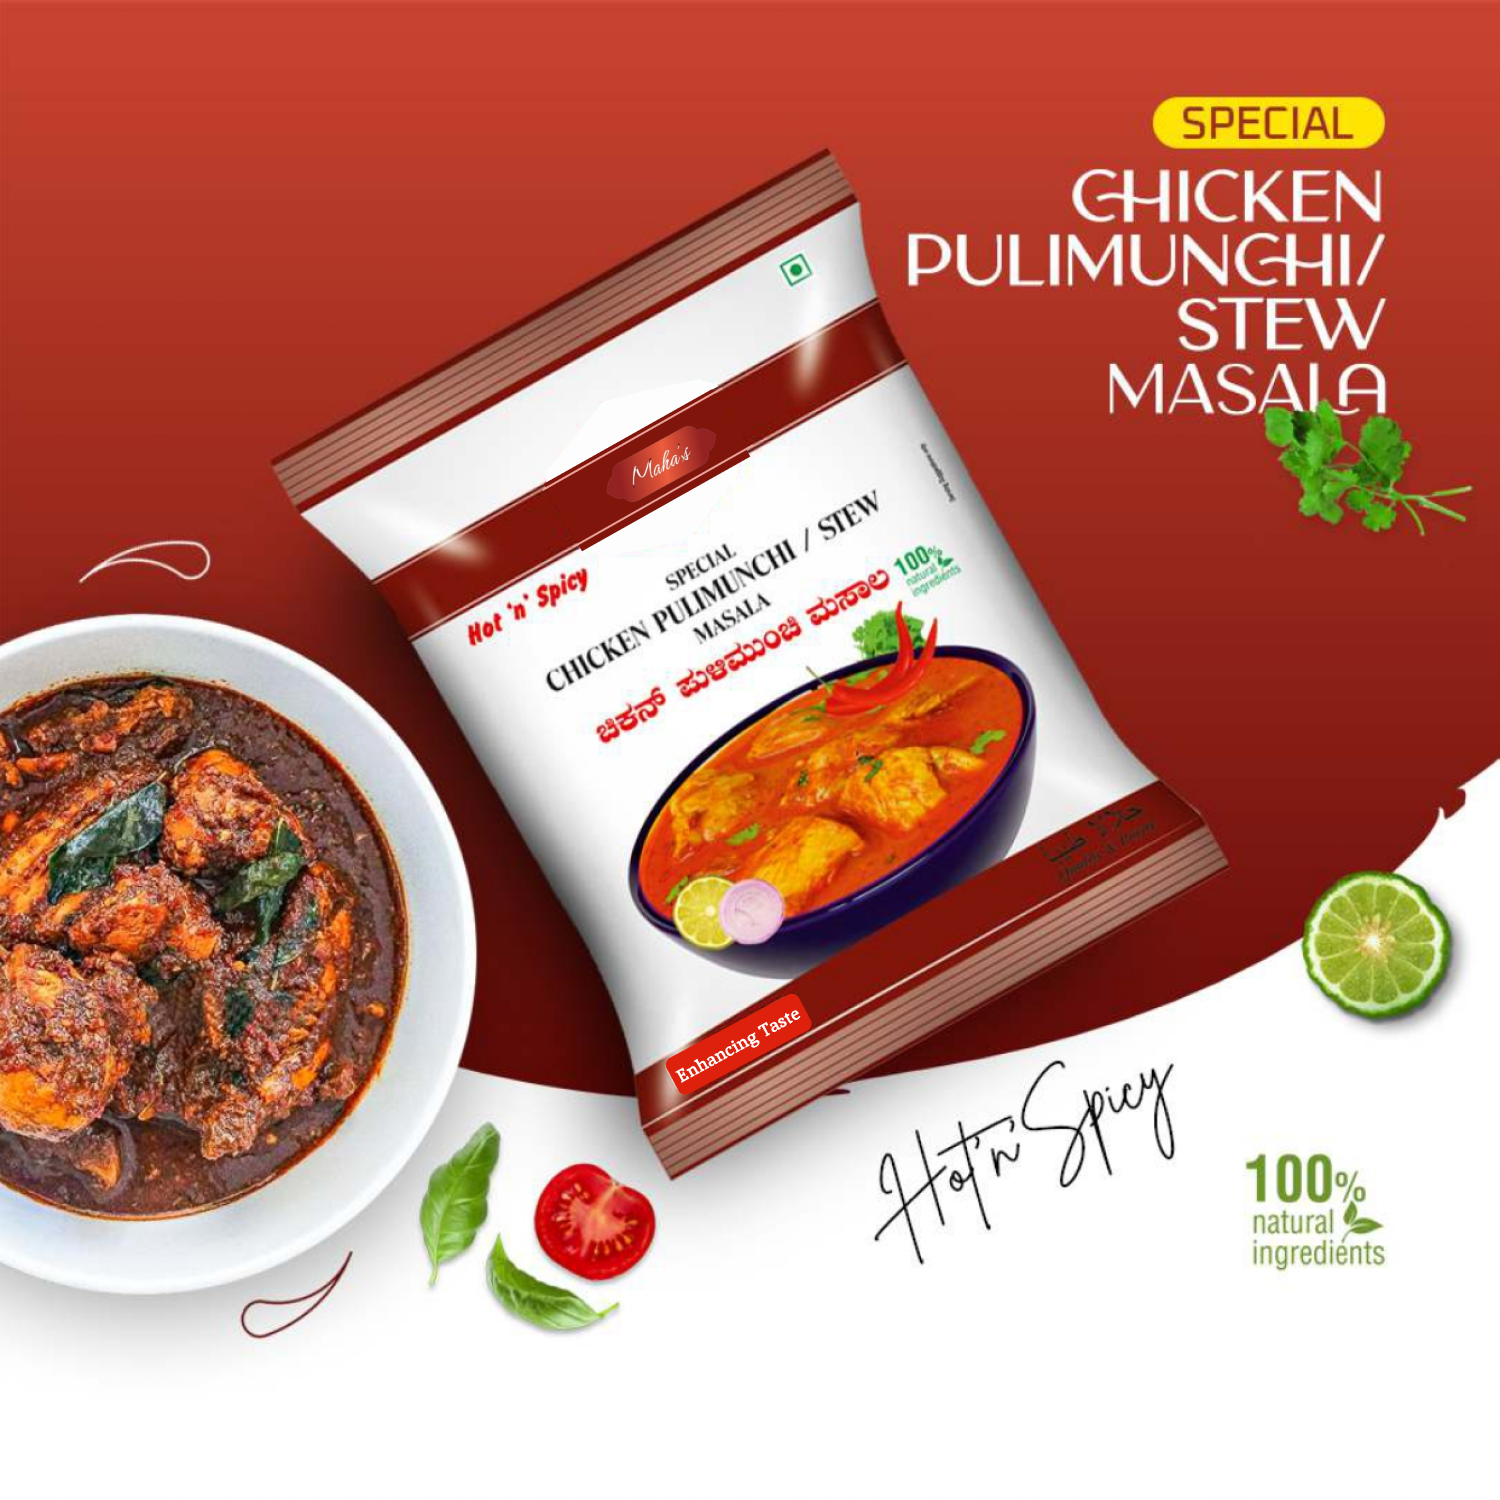 SPECIAL
CHICKEN
PULIMUNCHI/
STEW
MASALA
Maha's
Hot 'n' Spicy
SPECIAL
CHICKEN PULIMUNCHI / STEW
MASALA
ಚಿಕನ್ ಪುಳಿಮುಂಚಿ ಮಸಾಲ
100%
natural
ingredients
Enhancing Taste
Hot'n' Spicy
100%
natural
ingredients